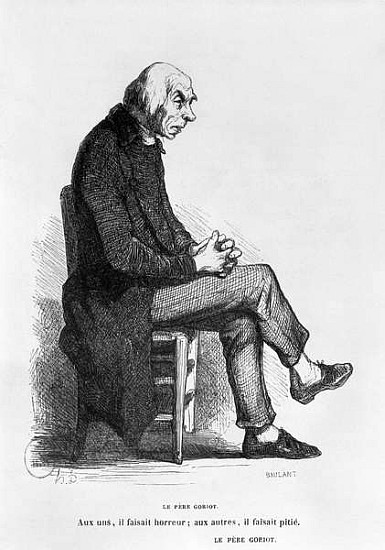 BAULANT
LE PÈRE GORIOT.
Aux uns, il faisait horreur ; aux autres, il faisait pitié.
LE PÈRE GORIOT.